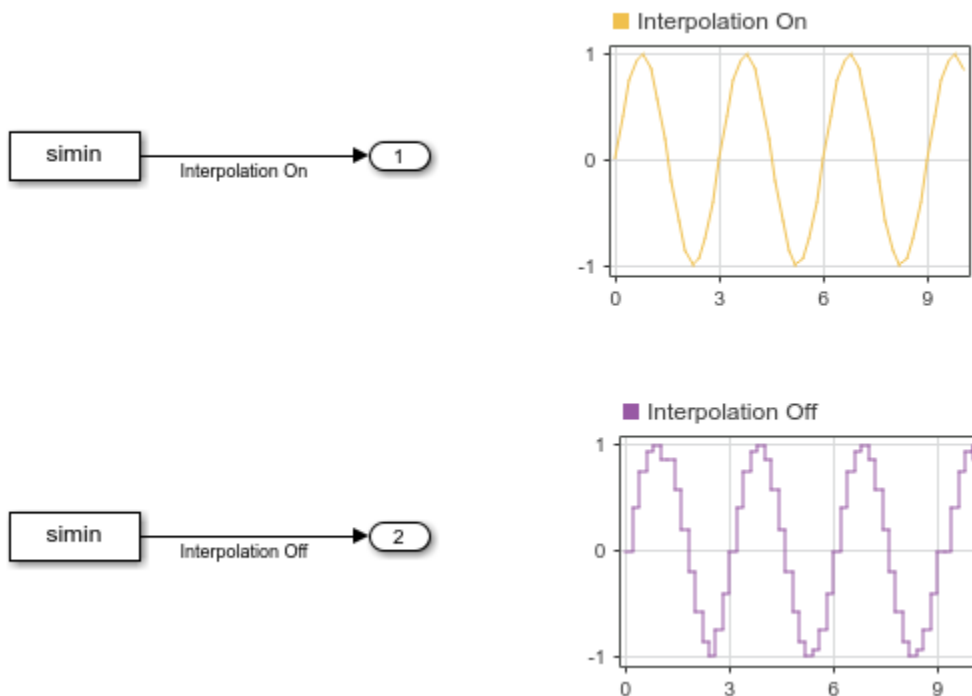 Interpolation On
1
simin
1
Interpolation On
0
-1
0 3 6 9
Interpolation Off
1
simin
2
Interpolation Off
0
-1
0 3 6 9